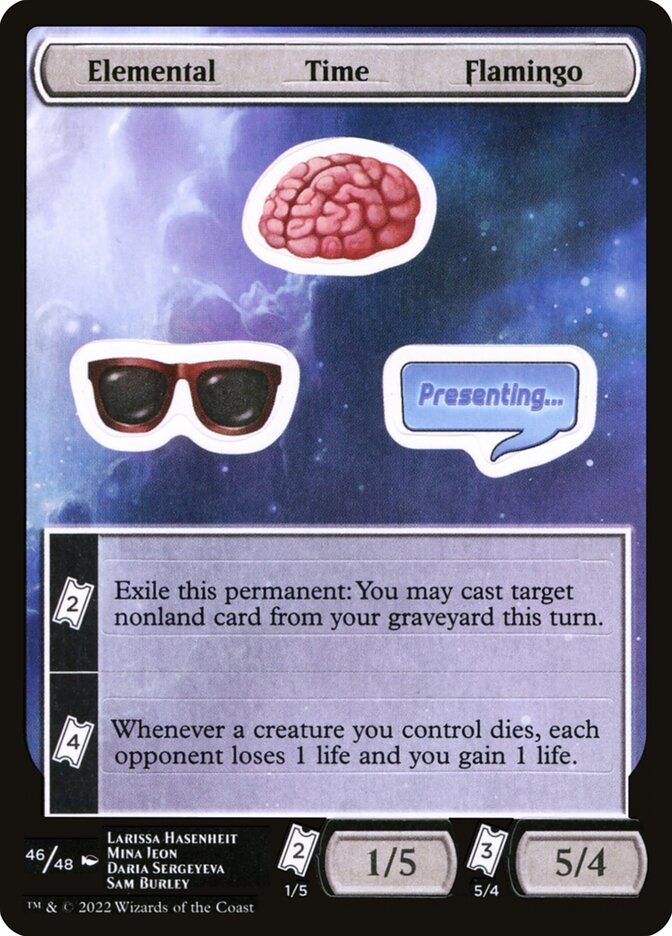 Elemental Time Flamingo
Presenting...
2
Exile this permanent: You may cast target
nonland card from your graveyard this turn.
4
Whenever a creature you control dies, each
opponent loses 1 life and you gain 1 life.
46/48
Larissa Hasenheit
Mina Jeon
Daria Sergeyeva
Sam Burley
™ & © 2022 Wizards of the Coast
2
1/5
1/5
3
5/4
5/4